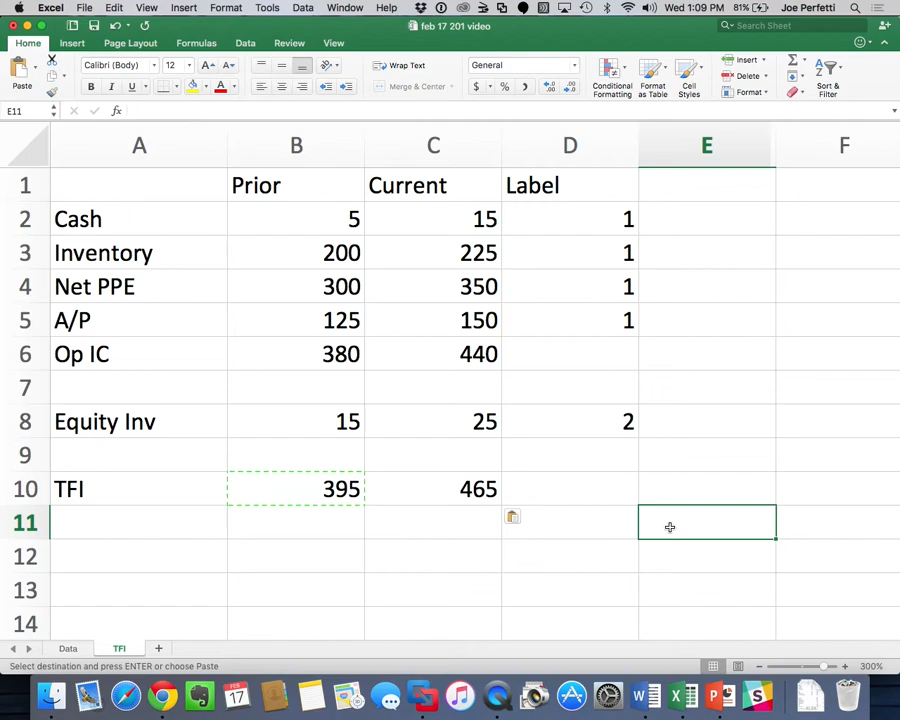 Excel File Edit View Insert Format Tools Data Window Help 81% Wed 1:09 PM Joe Perfetti
feb 17 201 video Search Sheet
Home Insert Page Layout Formulas Data Review View
Paste Calibri (Body) 12 A A Wrap Text General Conditional Formatting Format as Table Cell Styles Insert Delete Format Sort & Filter
B I U A Merge & Center $ %
E11 fx
A B C D E F
1 Prior Current Label
2 Cash 5 15 1
3 Inventory 200 225 1
4 Net PPE 300 350 1
5 A/P 125 150 1
6 Op IC 380 440
7
8 Equity Inv 15 25 2
9
10 TFI 395 465
11
12
13
14
Data TFI +
Select destination and press ENTER or choose Paste 300%
FEB 17